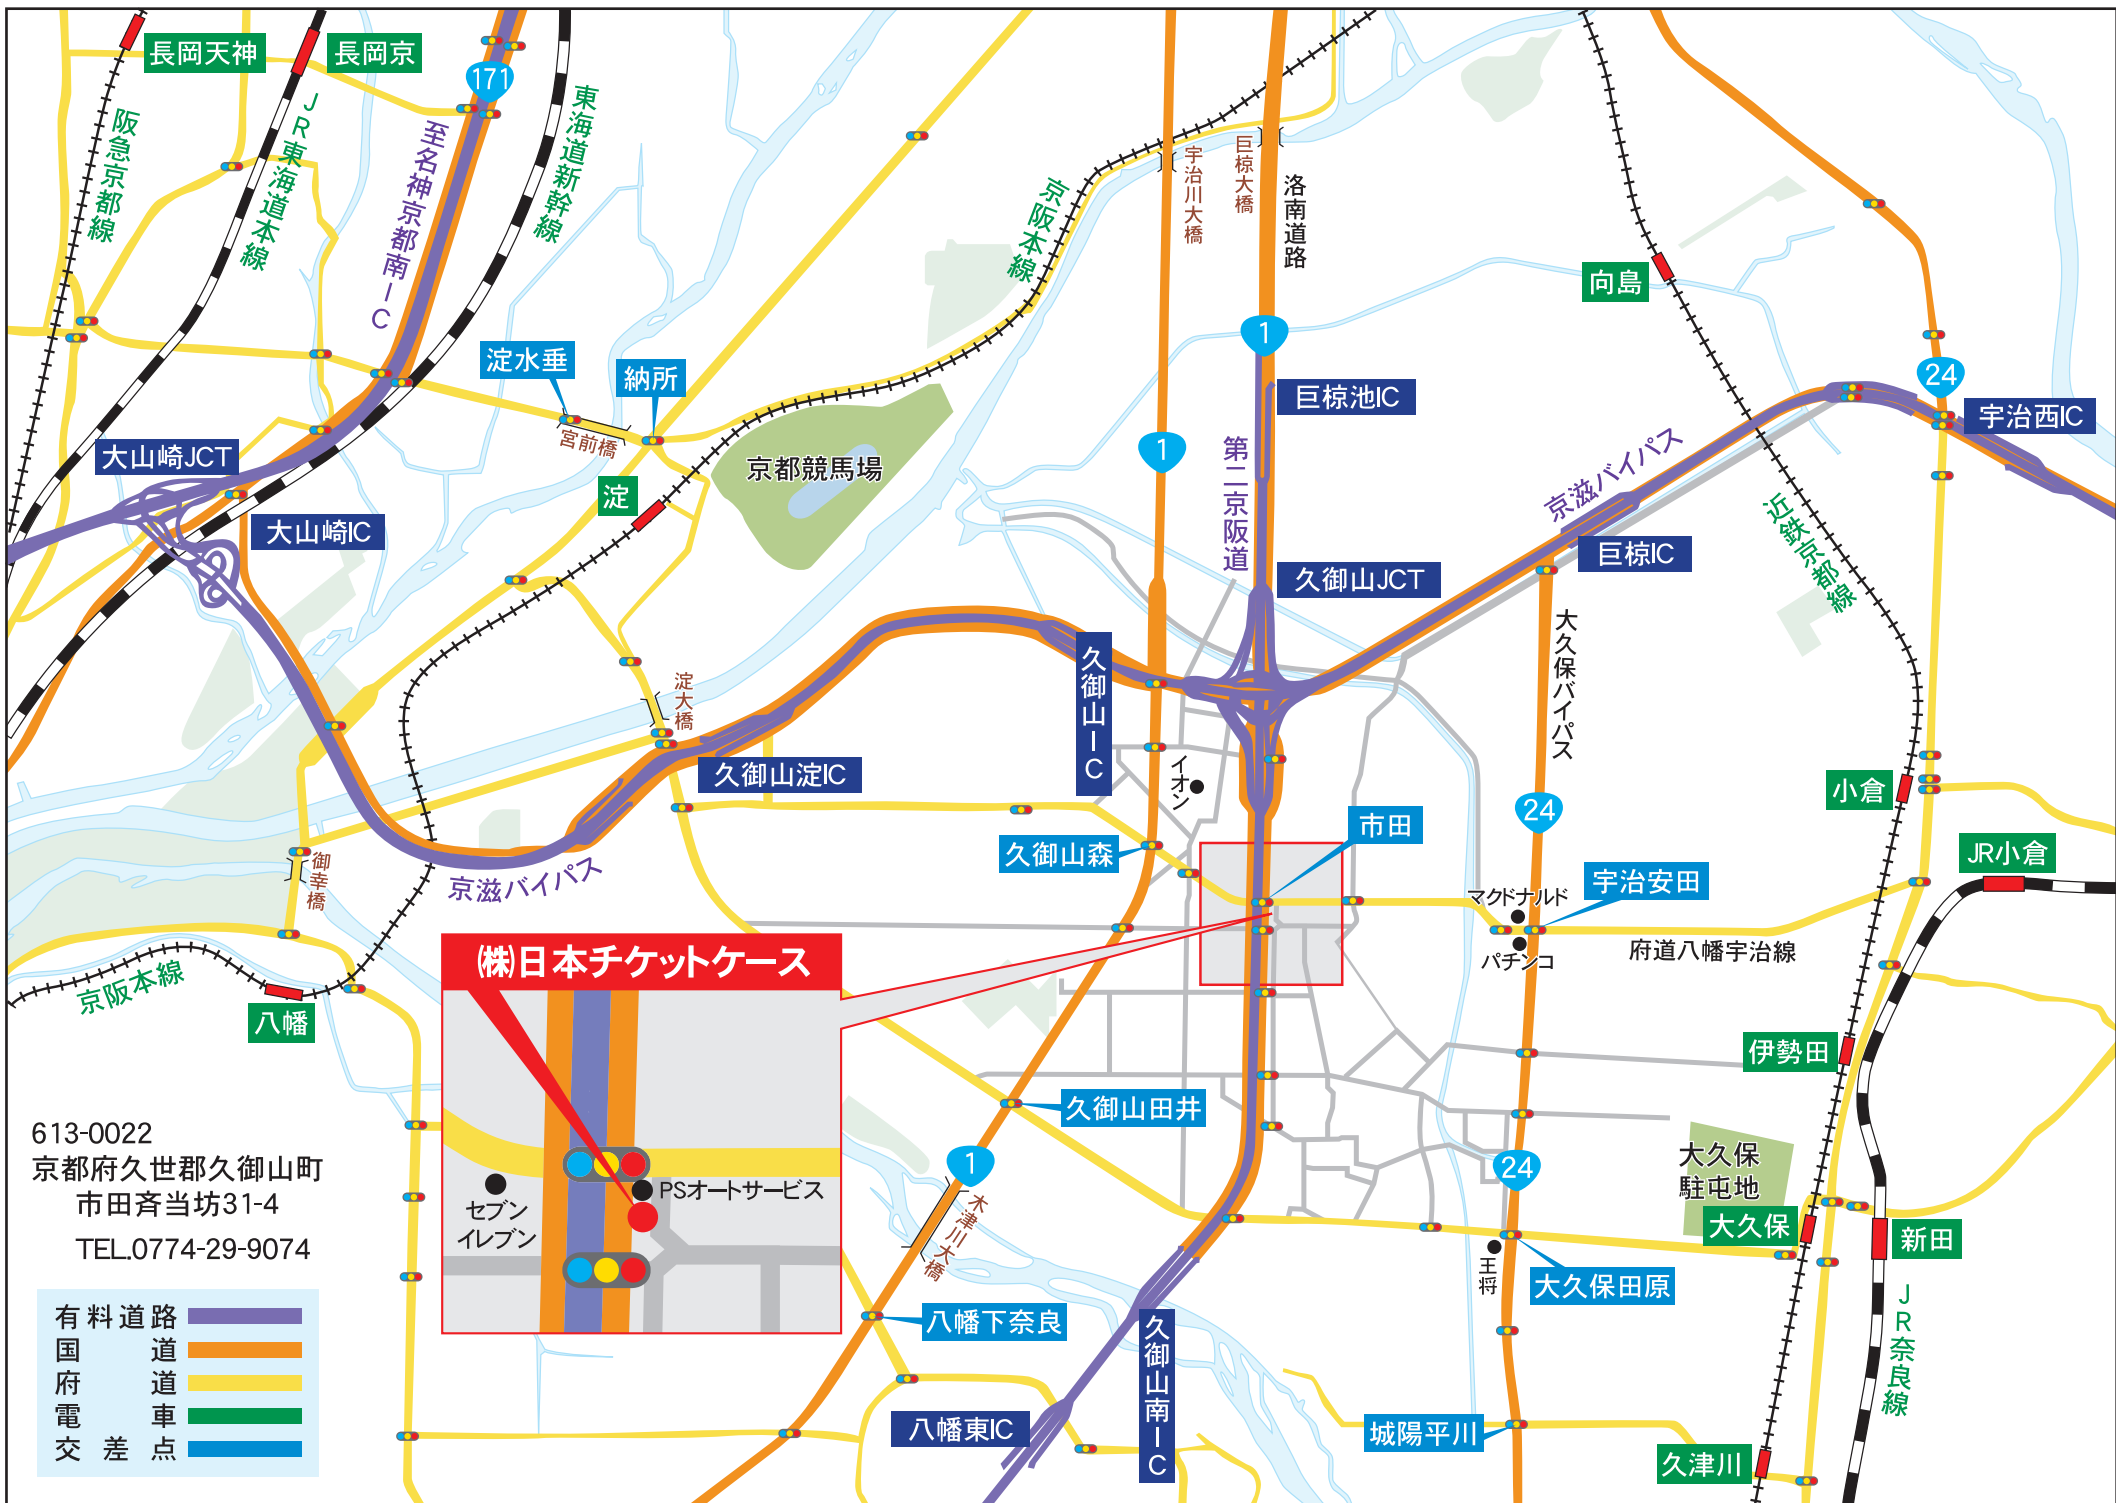 長岡天神
長岡京
171
阪急京都線
JR東海道本線
至名神京都南IC
東海道新幹線
京阪本線
宇治川大橋
巨椋大橋
洛南道路
向島
1
24
淀水垂
納所
宮前橋
巨椋池IC
宇治西IC
1
第二京阪道
京滋バイパス
大山崎JCT
京都競馬場
淀
大山崎IC
巨椋IC
近鉄京都線
久御山JCT
大久保バイパス
淀大橋
久御山IC
久御山淀IC
イオン
小倉
24
市田
久御山森
JR小倉
御幸橋
京滋バイパス
マクドナルド
宇治安田
パチンコ
府道八幡宇治線
(株)日本チケットケース
京阪本線
八幡
伊勢田
久御山田井
613-0022
京都府久世郡久御山町
市田斉当坊31-4
TEL.0774-29-9074
セブン
イレブン
PSオートサービス
1
木津川大橋
24
大久保
駐屯地
大久保
新田
王将
大久保田原
JR奈良線
八幡下奈良
久御山南IC
八幡東IC
城陽平川
久津川
有料道路
国道
府道
電車
交差点